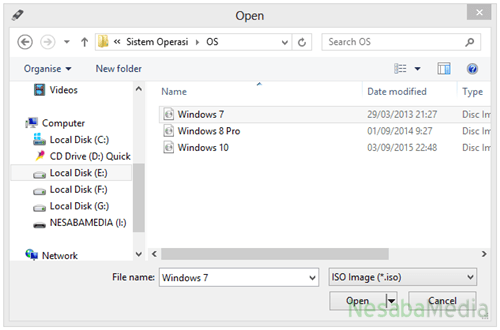 Open
« Sistem Operasi ▸ OS
Search OS
Organise New folder
Name Date modified Type
Videos
Computer
Local Disk (C:)
CD Drive (D:) Quick
Local Disk (E:)
Local Disk (F:)
Local Disk (G:)
NESABAMEDIA (I:)
Network
Windows 7 29/03/2013 21:27 Disc Im
Windows 8 Pro 01/09/2014 9:27 Disc Im
Windows 10 03/09/2015 22:48 Disc Im
File name: Windows 7 ISO Image (*.iso)
Open Cancel
NesabaMedia